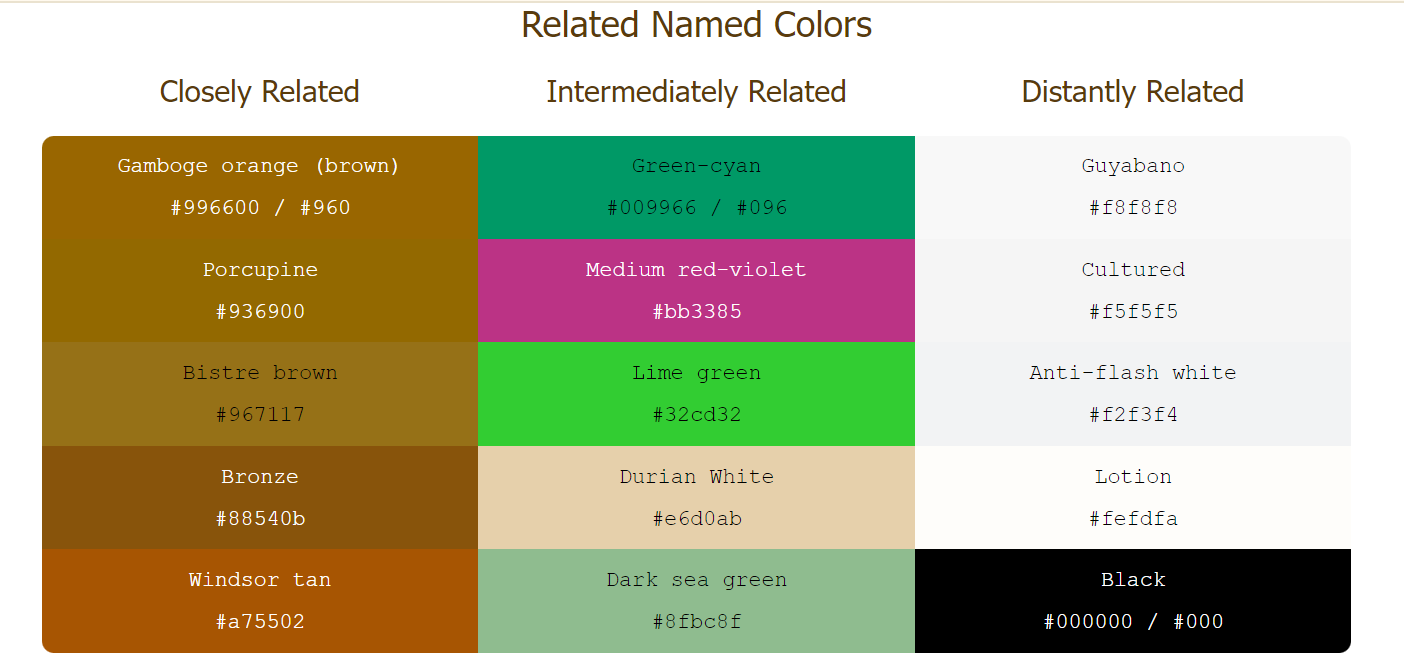 Related Named Colors
Closely Related
Intermediately Related
Distantly Related
Gamboge orange (brown)
#996600 / #960
Green-cyan
#009966 / #096
Guyabano
#f8f8f8
Porcupine
#936900
Medium red-violet
#bb3385
Cultured
#f5f5f5
Bistre brown
#967117
Lime green
#32cd32
Anti-flash white
#f2f3f4
Bronze
#88540b
Durian White
#e6d0ab
Lotion
#fefdfa
Windsor tan
#a75502
Dark sea green
#8fbc8f
Black
#000000 / #000